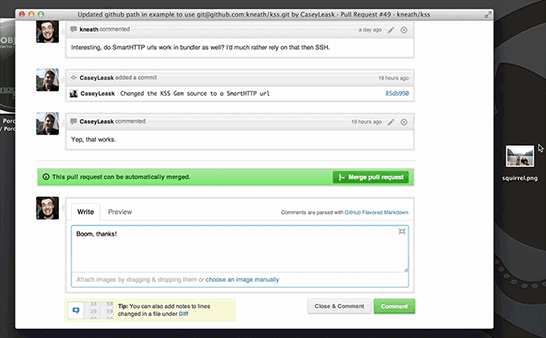 Updated github path in example to use git@github.com:kneath/kss.git by CaseyLeask - Pull Request #49 - kneath/kss
kneath commented a day ago
Interesting, do SmartHTTP urls work in bundler as well? I'd much rather rely on that then SSH.
CaseyLeask added a commit 19 hours ago
CaseyLeask Changed the KSS Gem source to a SmartHTTP url 85db990
CaseyLeask commented 19 hours ago
Yep, that works.
This pull request can be automatically merged. Merge pull request
Write Preview Comments are parsed with GitHub Flavored Markdown
Boom, thanks!
Attach images by dragging & dropping them or choose an image manually
Tip: You can also add notes to lines
changed in a file under Diff
Close & Comment Comment
squirrel.png